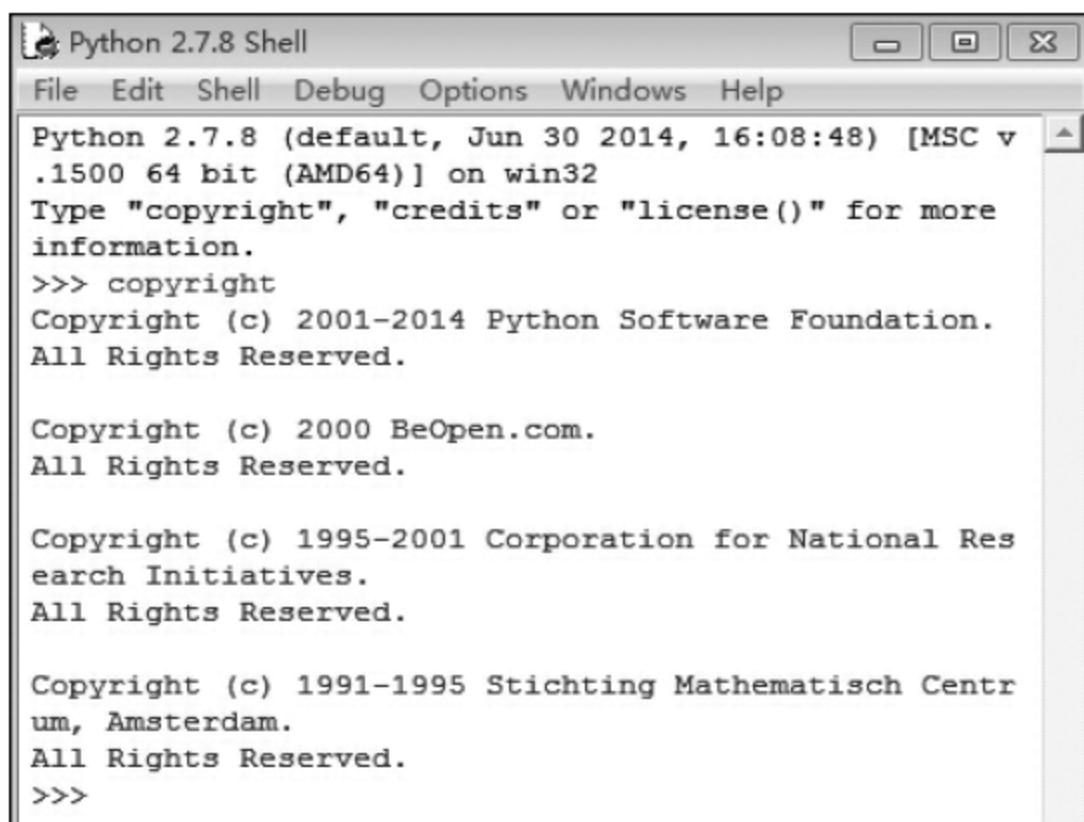 Python 2.7.8 Shell
File Edit Shell Debug Options Windows Help
Python 2.7.8 (default, Jun 30 2014, 16:08:48) [MSC v
.1500 64 bit (AMD64)] on win32
Type "copyright", "credits" or "license()" for more
information.
>>> copyright
Copyright (c) 2001-2014 Python Software Foundation.
All Rights Reserved.
Copyright (c) 2000 BeOpen.com.
All Rights Reserved.
Copyright (c) 1995-2001 Corporation for National Res
earch Initiatives.
All Rights Reserved.
Copyright (c) 1991-1995 Stichting Mathematisch Centr
um, Amsterdam.
All Rights Reserved.
>>>